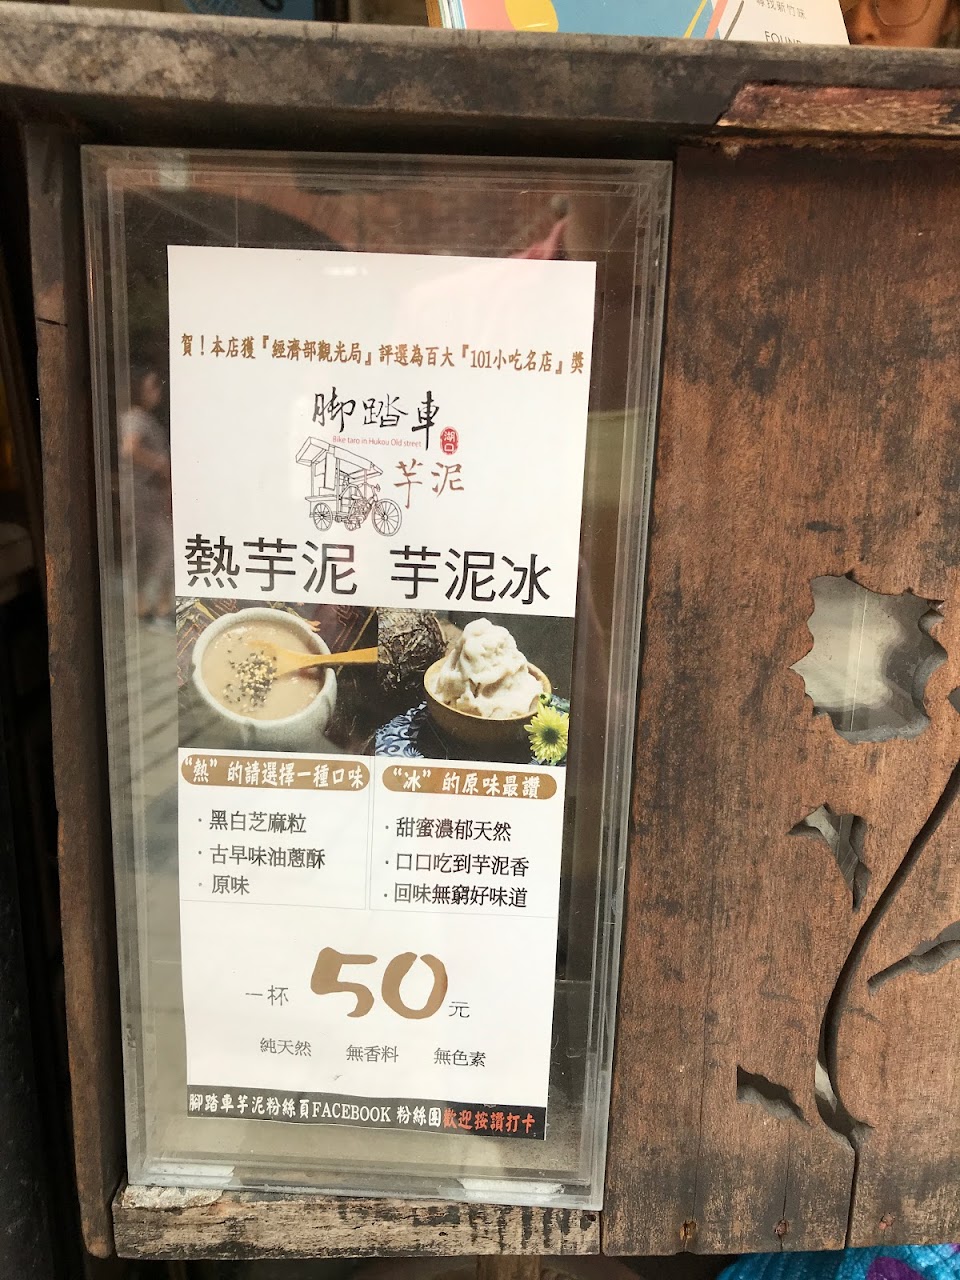 尋找新竹味
賀！本店獲『經濟部觀光局』評選為百大『101小吃名店』獎
腳踏車
湖口
Bike taro in Hukou Old street
芋泥
熱芋泥 芋泥冰
“熱”的請選擇一種口味
·黑白芝麻粒
·古早味油蔥酥
·原味
“冰”的原味最讚
·甜蜜濃郁天然
·口口吃到芋泥香
·回味無窮好味道
一杯 50 元
純天然 無香料 無色素
腳踏車芋泥粉絲頁FACEBOOK 粉絲團歡迎按讚打卡